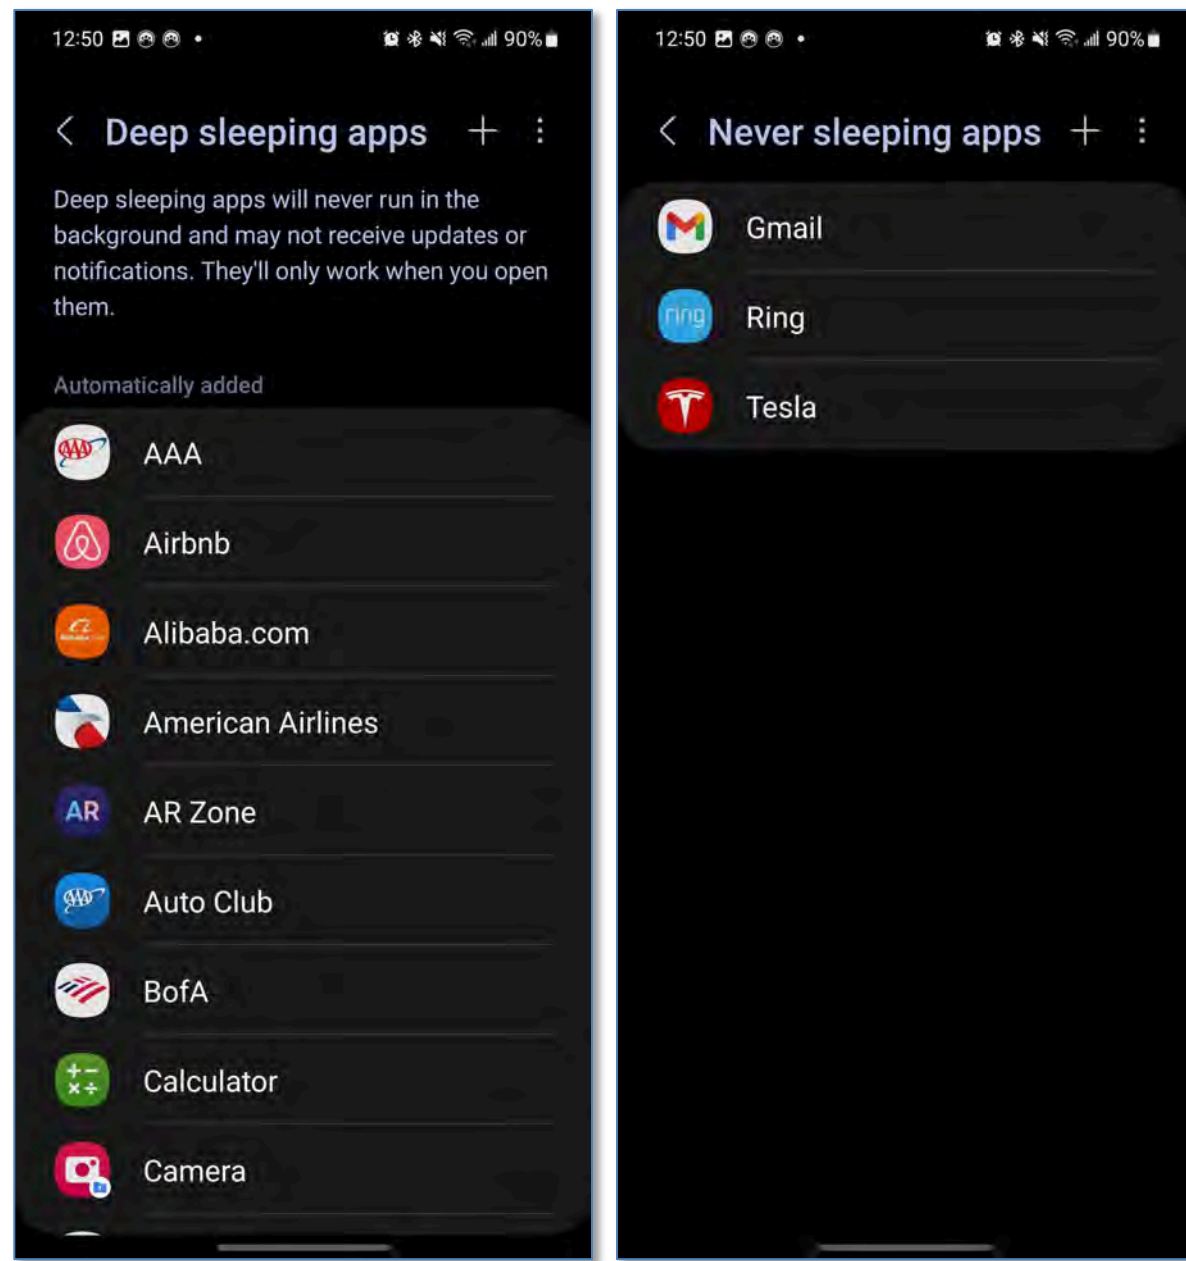 12:50
90%
Deep sleeping apps
Deep sleeping apps will never run in the
background and may not receive updates or
notifications. They'll only work when you open
them.
Automatically added
AAA
AAA
Airbnb
Alibaba.com
American Airlines
AR
AR Zone
AAA
Auto Club
BofA
Calculator
Camera
12:50
90%
Never sleeping apps
Gmail
ring
Ring
Tesla